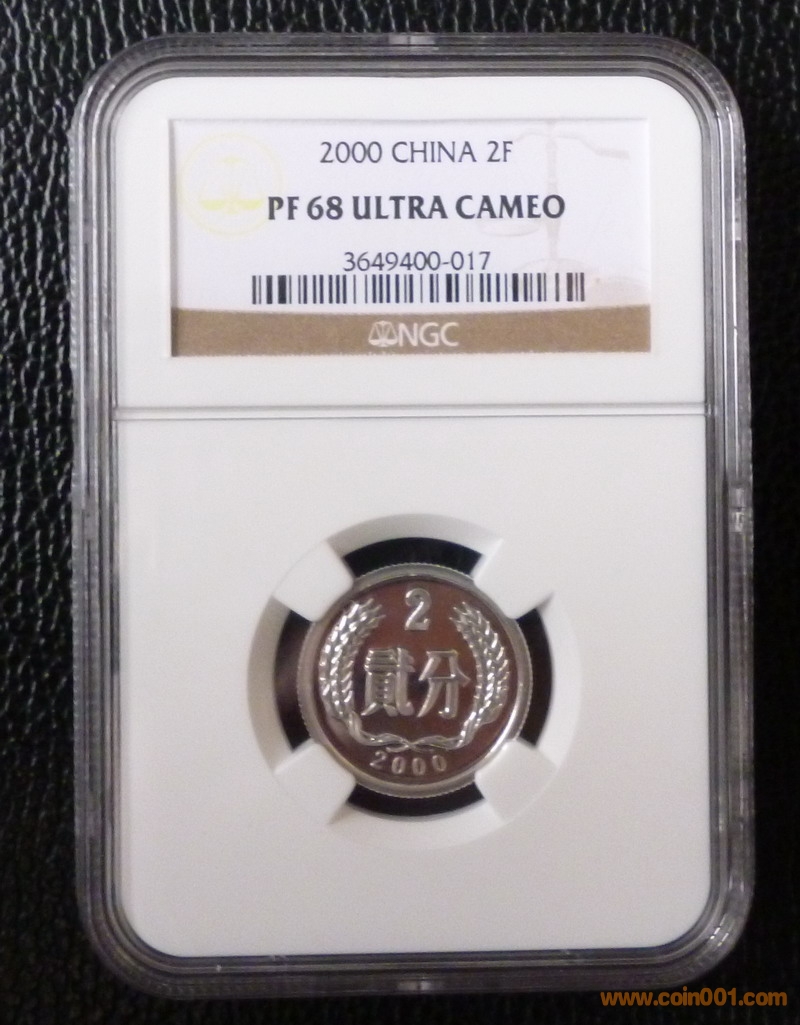 2000 CHINA 2F
PF 68 ULTRA CAMEO
3649400-017
NGC
2
貳分
2000
www.coin001.com